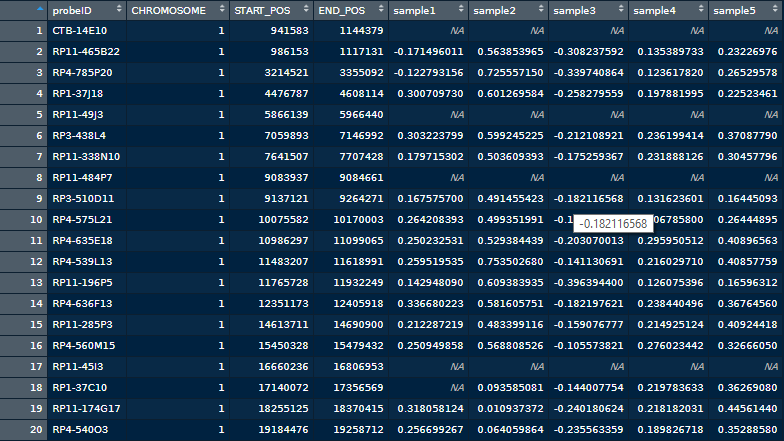 probeID CHROMOSOME START_POS END_POS sample1 sample2 sample3 sample4 sample5
1 CTB-14E10 1 941583 1144379 NA NA NA NA NA
2 RP11-465B22 1 986153 1117131 -0.171496011 0.563853965 -0.308237592 0.135389733 0.23226976
3 RP4-785P20 1 3214521 3355092 -0.122793156 0.725557150 -0.339740864 0.123617820 0.26529578
4 RP1-37J18 1 4476787 4608114 0.300709730 0.601269584 -0.258279559 0.197881995 0.22523461
5 RP11-49J3 1 5866139 5966440 NA NA NA NA NA
6 RP3-438L4 1 7059893 7146992 0.303223799 0.599245225 -0.212108921 0.236199414 0.37087790
7 RP11-338N10 1 7641507 7707428 0.179715302 0.503609393 -0.175259367 0.231888126 0.30457796
8 RP11-484P7 1 9083937 9084661 NA NA NA NA NA
9 RP3-510D11 1 9137121 9264271 0.167575700 0.491455423 -0.182116568 0.131623601 0.16445093
10 RP4-575L21 1 10075582 10170003 0.264208393 0.499351991 -0.1 06785800 0.26444895
-0.182116568
11 RP4-635E18 1 10986297 11099065 0.250232531 0.529384439 -0.203070013 0.295950512 0.40896563
12 RP4-539L13 1 11483207 11618991 0.259519535 0.753502680 -0.141130691 0.216029710 0.40857759
13 RP11-196P5 1 11765728 11932249 0.142948090 0.609383935 -0.396394400 0.126075396 0.16596312
14 RP4-636F13 1 12351173 12405918 0.336680223 0.581605751 -0.182197621 0.238440496 0.36764560
15 RP11-285P3 1 14613711 14690900 0.212287219 0.483399116 -0.159076777 0.214925124 0.40924418
16 RP4-560M15 1 15450328 15479432 0.250949858 0.568808526 -0.105573821 0.276023442 0.32666050
17 RP11-45I3 1 16660236 16806953 NA NA NA NA NA
18 RP1-37C10 1 17140072 17356569 NA 0.093585081 -0.144007754 0.219783633 0.36269080
19 RP11-174G17 1 18255125 18370415 0.318058124 0.010937372 -0.240180624 0.218182031 0.44561440
20 RP4-540O3 1 19184476 19258712 0.256699267 0.064059864 -0.235563359 0.189826718 0.35288580